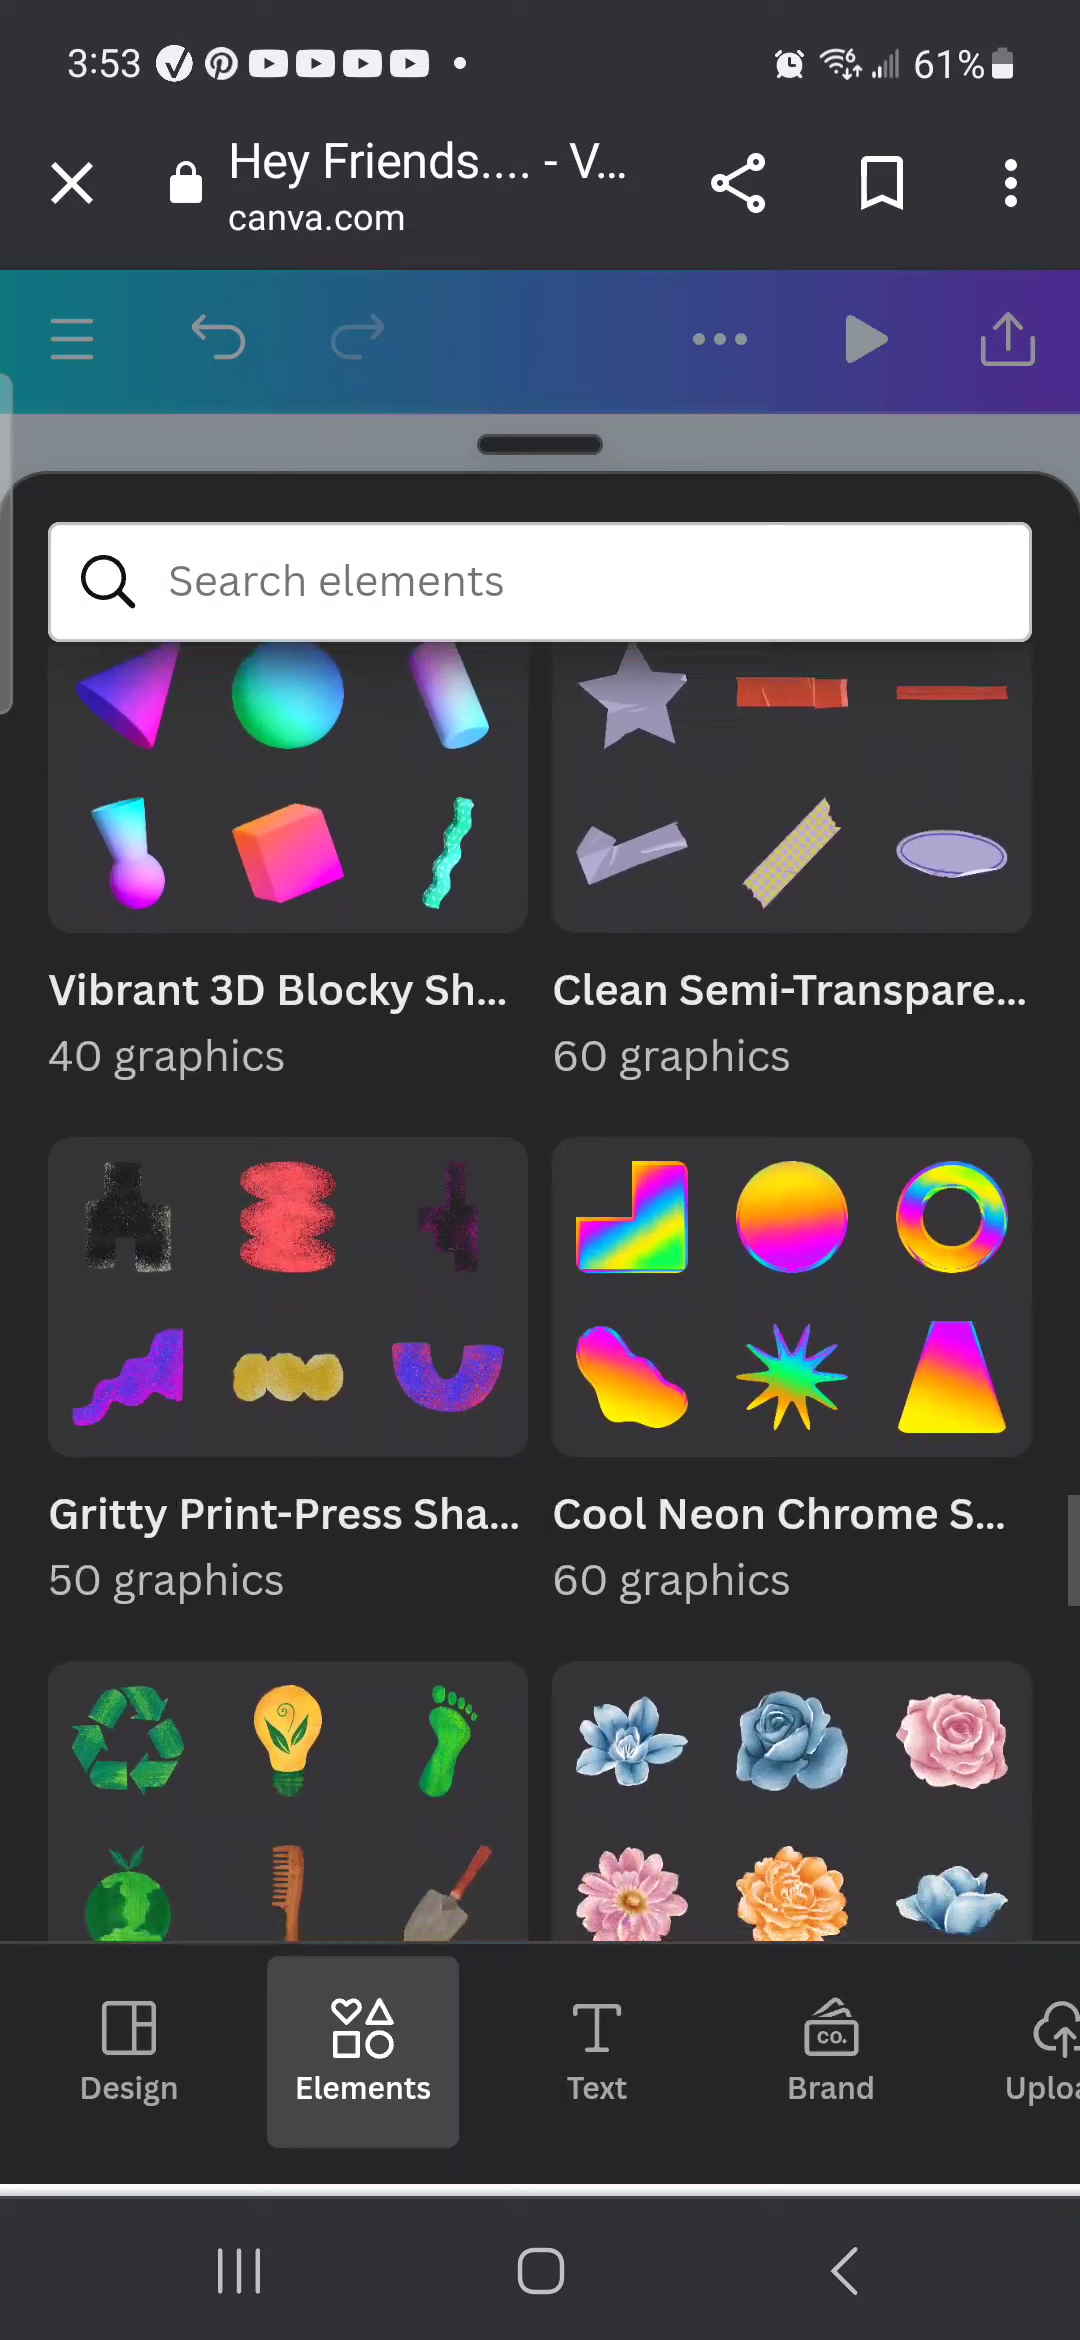 3:53
61%
Hey Friends.... - V...
canva.com
Search elements
Vibrant 3D Blocky Sh...
Clean Semi-Transpare...
40 graphics
60 graphics
Gritty Print-Press Sha...
Cool Neon Chrome S...
50 graphics
60 graphics
co.
Design
Elements
Text
Brand
Uploa